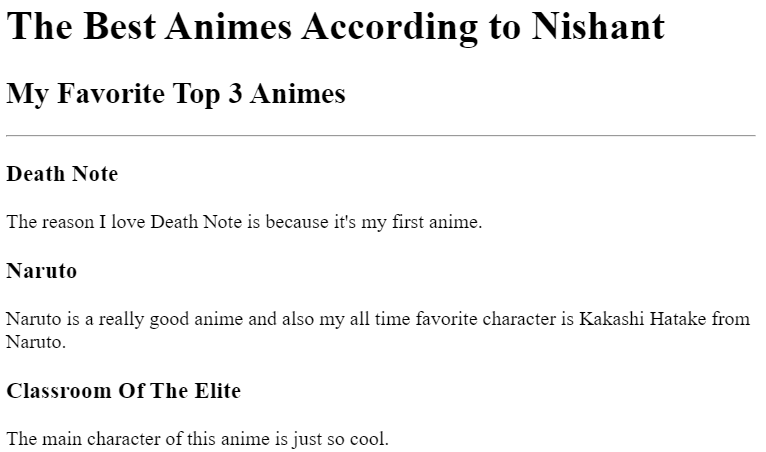 The Best Animes According to Nishant
My Favorite Top 3 Animes
Death Note
The reason I love Death Note is because it's my first anime.
Naruto
Naruto is a really good anime and also my all time favorite character is Kakashi Hatake from
Naruto.
Classroom Of The Elite
The main character of this anime is just so cool.